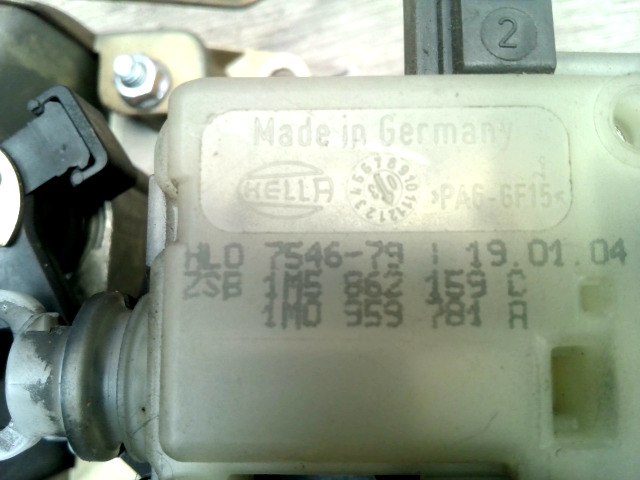 2
Made in Germany
HELLA
>PA6-GF15<
HL0 7546-79 19.01.04
ZSB 1M5 862 159 C
1M0 959 781 A